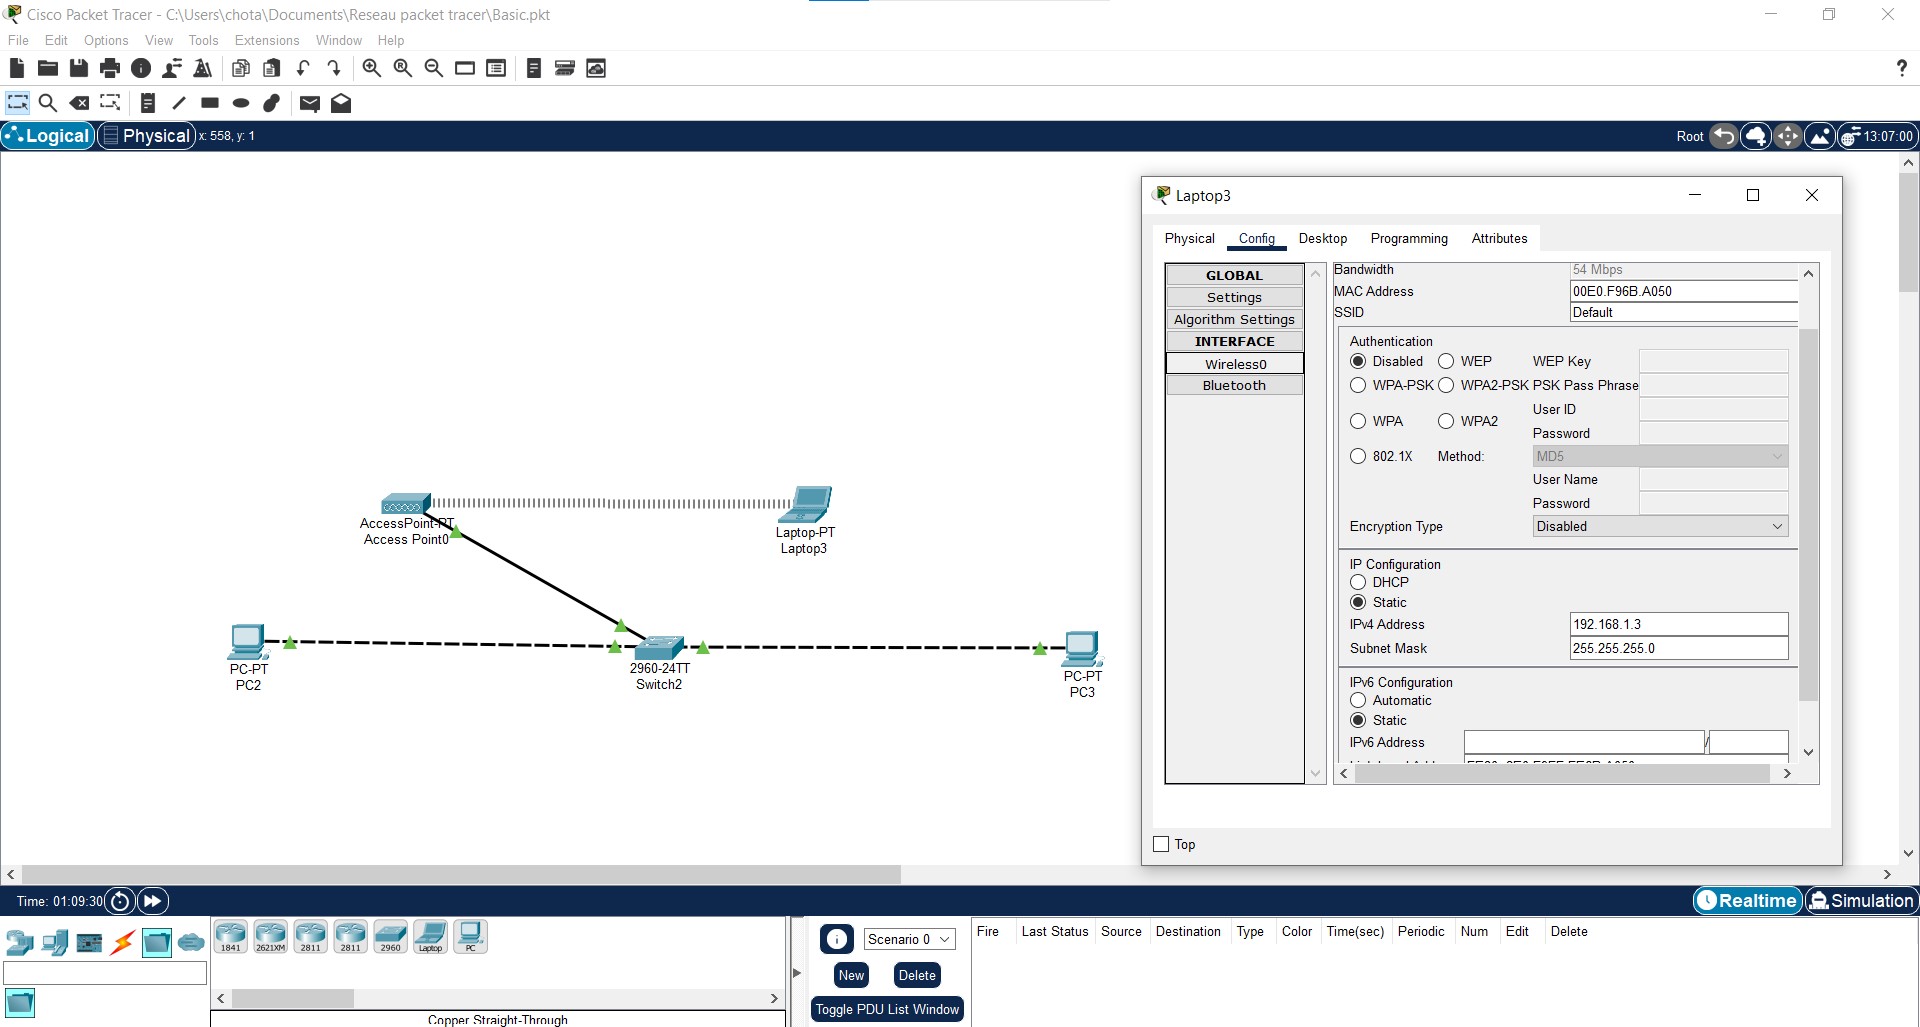 Cisco Packet Tracer - C:\Users\chota\Documents\Reseau packet tracer\Basic.pkt
File Edit Options View Tools Extensions Window Help
?
Logical Physical x: 558, y: 1 Root 13:07:00
Laptop3
Physical Config Desktop Programming Attributes
GLOBAL
Settings
Algorithm Settings
INTERFACE
Wireless0
Bluetooth
Bandwidth 54 Mbps
MAC Address 00E0.F96B.A050
SSID Default
Authentication
Disabled WEP WEP Key
WPA-PSK WPA2-PSK PSK Pass Phrase
User ID
WPA WPA2
Password
802.1X Method: MD5
User Name
Password
Encryption Type Disabled
IP Configuration
DHCP
Static
IPv4 Address 192.168.1.3
Subnet Mask 255.255.255.0
IPv6 Configuration
Automatic
Static
IPv6 Address /
Top
AccessPoint-PT
Access Point0
Laptop-PT
Laptop3
PC-PT
PC2
2960-24TT
Switch2
PC-PT
PC3
Time: 01:09:30 Realtime Simulation
1841 2621XM 2811 2811 2960 Laptop PC
Copper Straight-Through
Scenario 0
New Delete
Toggle PDU List Window
Fire Last Status Source Destination Type Color Time(sec) Periodic Num Edit Delete